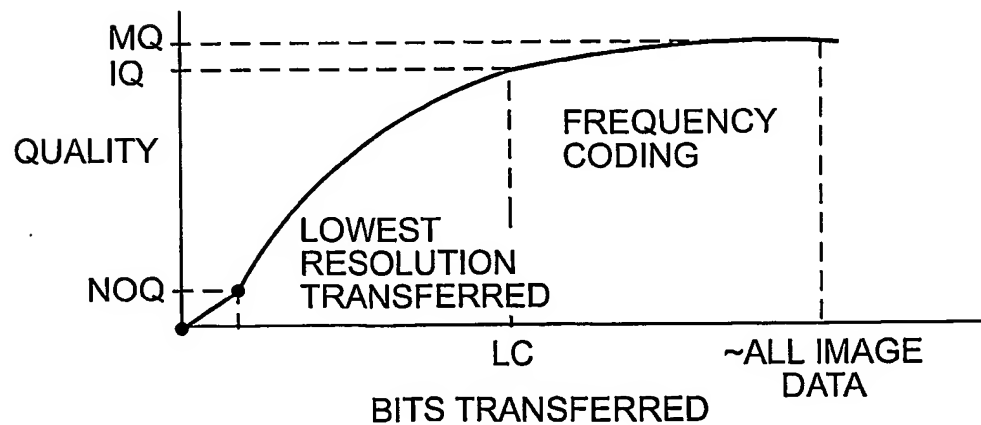 MQ
IQ
QUALITY
FREQUENCY
CODING
LOWEST
RESOLUTION
TRANSFERRED
NOQ
LC
~ALL IMAGE
DATA
BITS TRANSFERRED